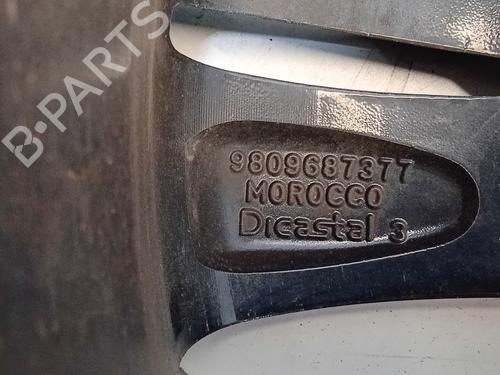 B-PARTS
9809687377
MOROCCO
Dicastal 3